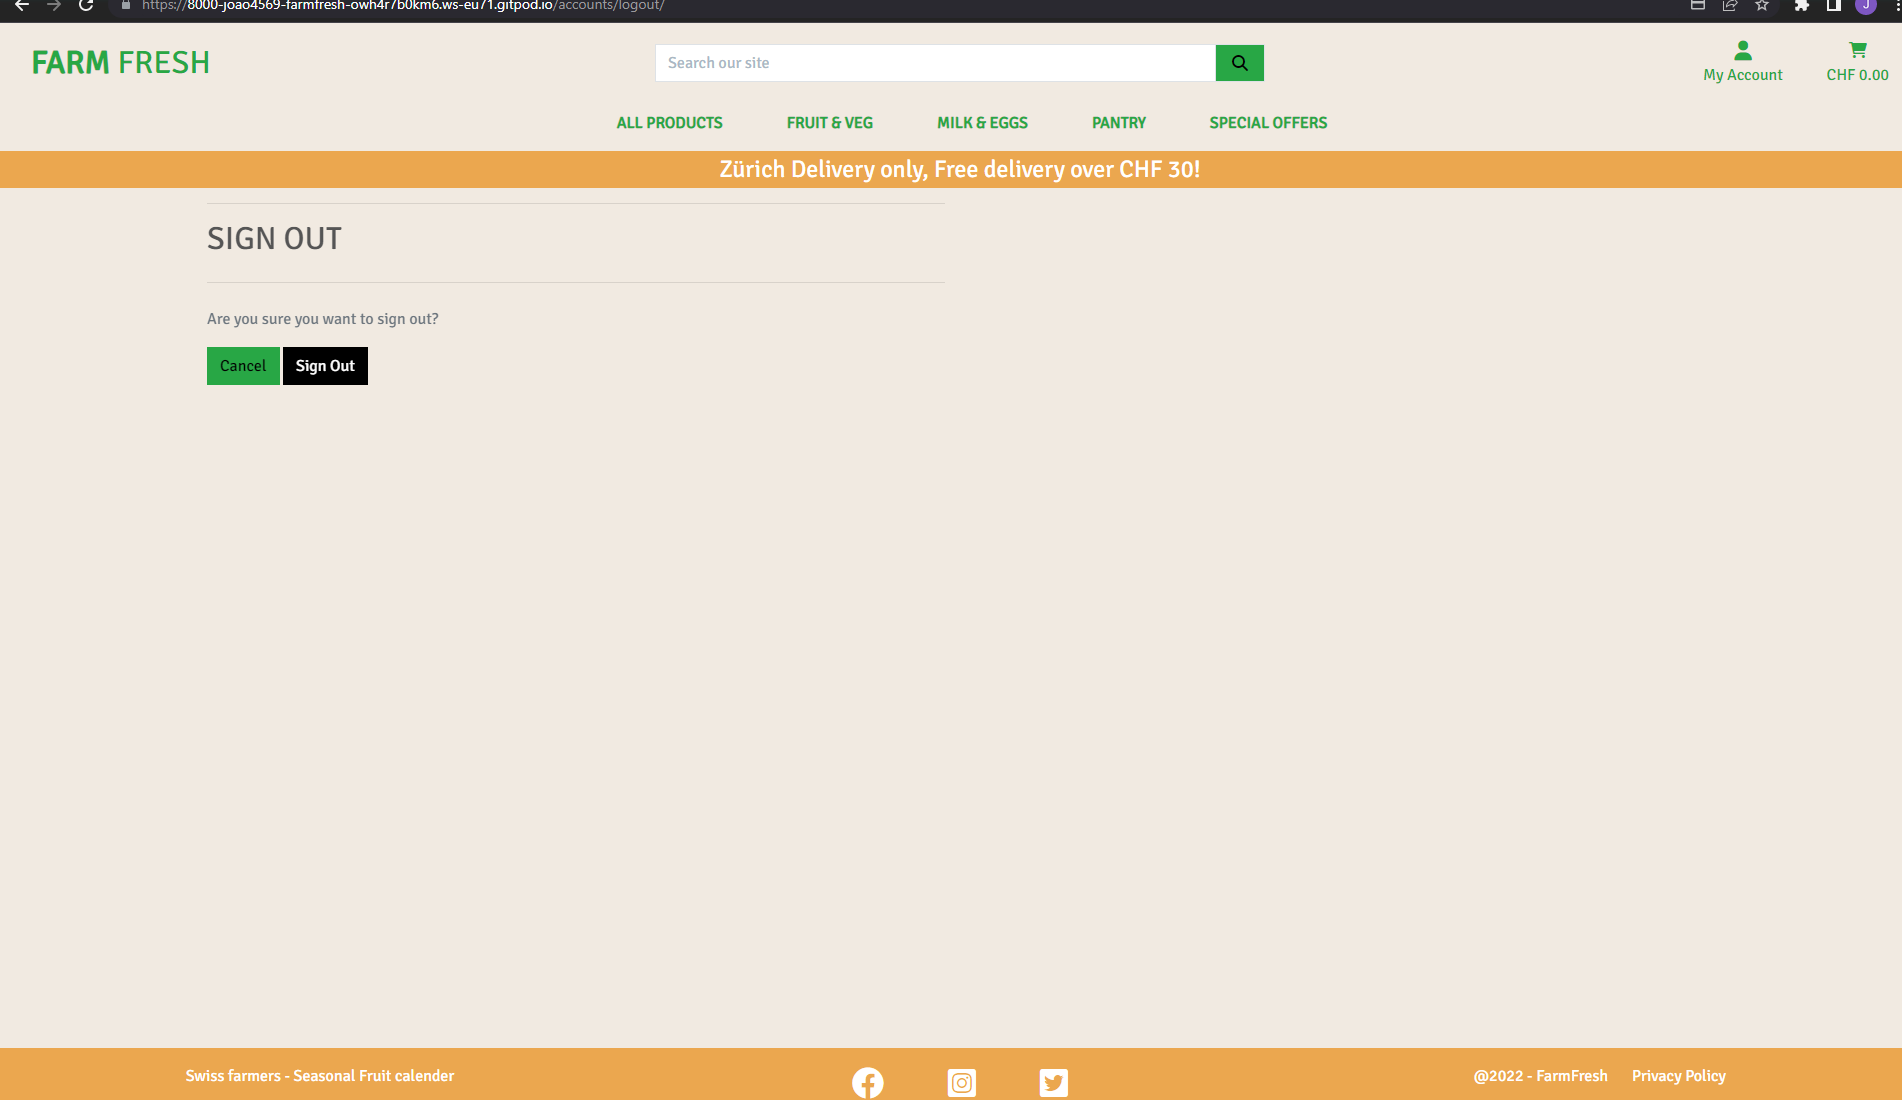 https://8000-joao4569-farmfresh-owh4r7b0km6.ws-eu71.gitpod.io/accounts/logout/
J
FARM FRESH
Search our site
My Account
CHF 0.00
ALL PRODUCTS FRUIT & VEG MILK & EGGS PANTRY SPECIAL OFFERS
Zürich Delivery only, Free delivery over CHF 30!
SIGN OUT
Are you sure you want to sign out?
Cancel Sign Out
Swiss farmers - Seasonal Fruit calender
@2022 - FarmFresh Privacy Policy